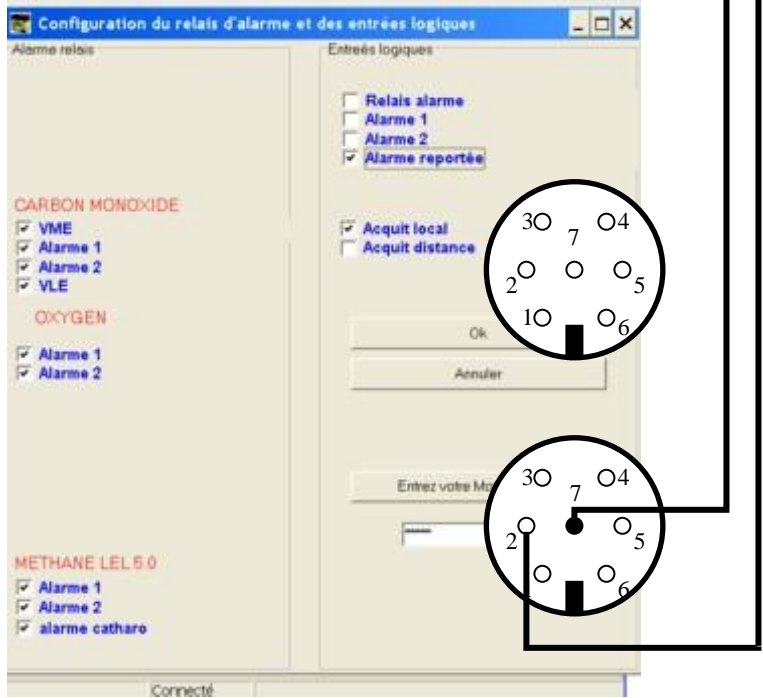 Configuration du relais d'alarme et des entrées logiques
Alarme relais
CARBON MONOXIDE
VME
Alarme 1
Alarme 2
VLE
OXYGEN
Alarme 1
Alarme 2
METHANE LEL 5.0
Alarme 1
Alarme 2
alarme catharo
Entreés logiques
Relais alarme
Alarme 1
Alarme 2
Alarme reportée
Acquit local
Acquit distance
Ok
Annuler
Entrez votre
3 7 4
2 5
1 6
3 7 4
2 5
6
Connecté